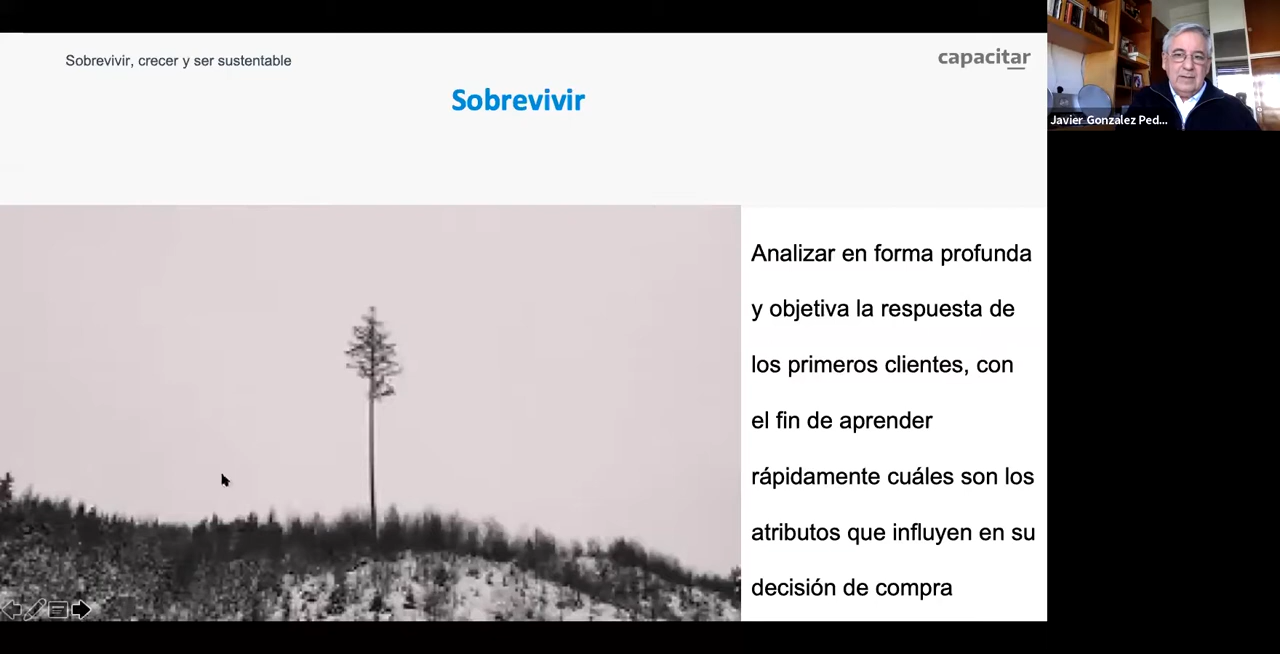 Sobrevivir, crecer y ser sustentable
capacitar
Sobrevivir
Javier Gonzalez Ped...
Analizar en forma profunda
y objetiva la respuesta de
los primeros clientes, con
el fin de aprender
rápidamente cuáles son los
atributos que influyen en su
decisión de compra